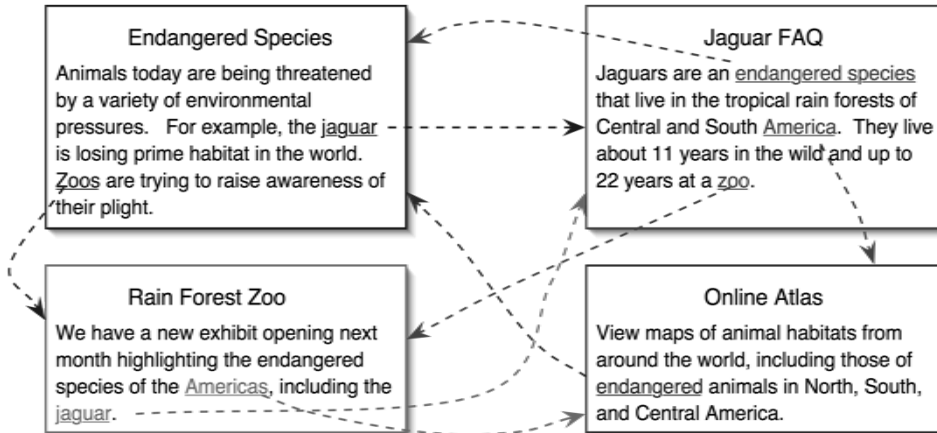 Endangered Species
Animals today are being threatened
by a variety of environmental
pressures. For example, the jaguar
is losing prime habitat in the world.
Zoos are trying to raise awareness of
their plight.
Jaguar FAQ
Jaguars are an endangered species
that live in the tropical rain forests of
Central and South America. They live
about 11 years in the wild and up to
22 years at a zoo.
Rain Forest Zoo
We have a new exhibit opening next
month highlighting the endangered
species of the Americas, including the
jaguar.
Online Atlas
View maps of animal habitats from
around the world, including those of
endangered animals in North, South,
and Central America.